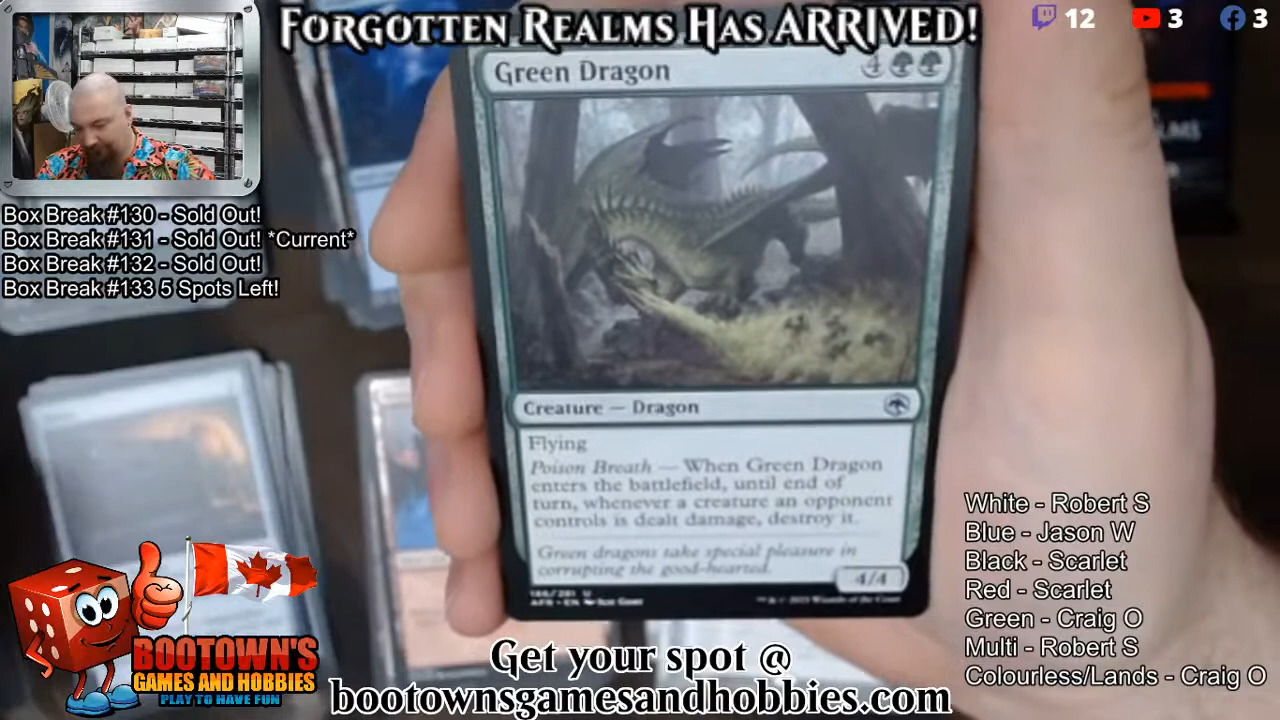 FORGOTTEN REALMS HAS ARRIVED!
12
3
3
Box Break #130 - Sold Out!
Box Break #131 - Sold Out! *Current*
Box Break #132 - Sold Out!
Box Break #133 5 Spots Left!
Green Dragon
4
Creature — Dragon
Flying
Poison Breath — When Green Dragon
enters the battlefield, until end of
turn, whenever a creature an opponent
controls is dealt damage, destroy it.
Green dragons take special pleasure in
corrupting the good-hearted.
4/4
White - Robert S
Blue - Jason W
Black - Scarlet
Red - Scarlet
Green - Craig O
Multi - Robert S
Colourless/Lands - Craig O
BOOTOWN'S
GAMES AND HOBBIES
PLAY TO HAVE FUN
Get your spot @
bootownsgamesandhobbies.com